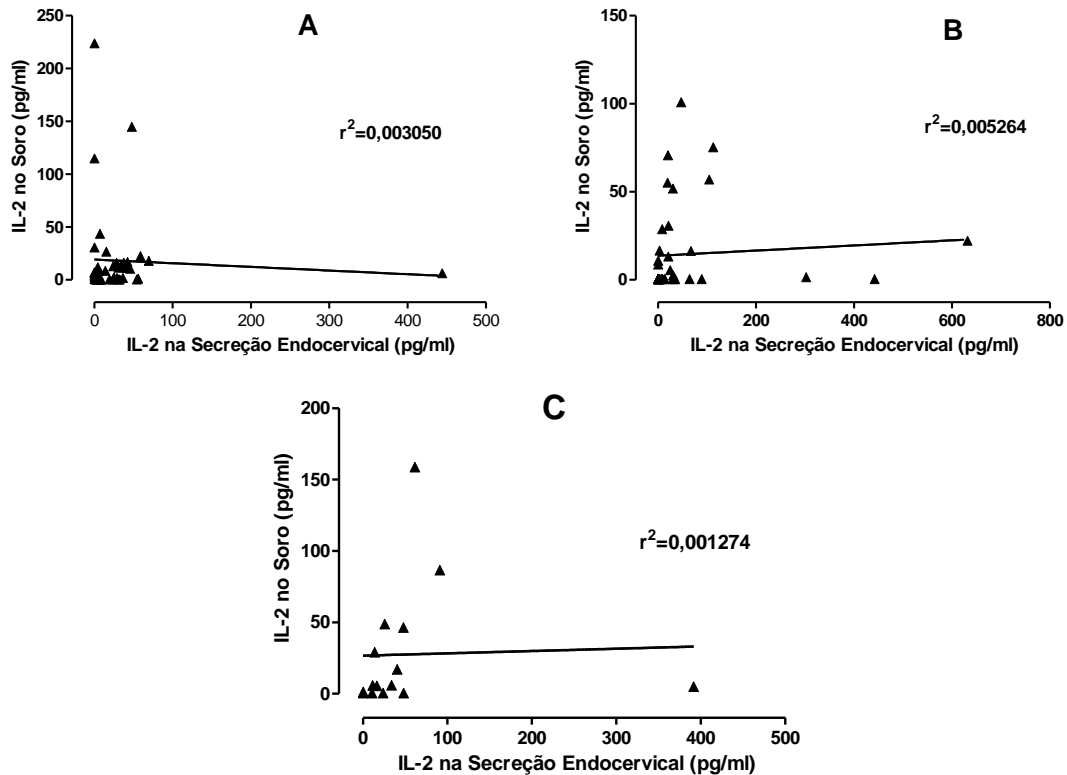 A
250
200
150
100
50
0
IL-2 no Soro (pg/ml)
r²=0,003050
0 100 200 300 400 500
IL-2 na Secreção Endocervical (pg/ml)
B
150
100
50
0
IL-2 no Soro (pg/ml)
r²=0,005264
0 200 400 600 800
IL-2 na Secreção Endocervical (pg/ml)
C
200
150
100
50
0
IL-2 no Soro (pg/ml)
r²=0,001274
0 100 200 300 400 500
IL-2 na Secreção Endocervical (pg/ml)